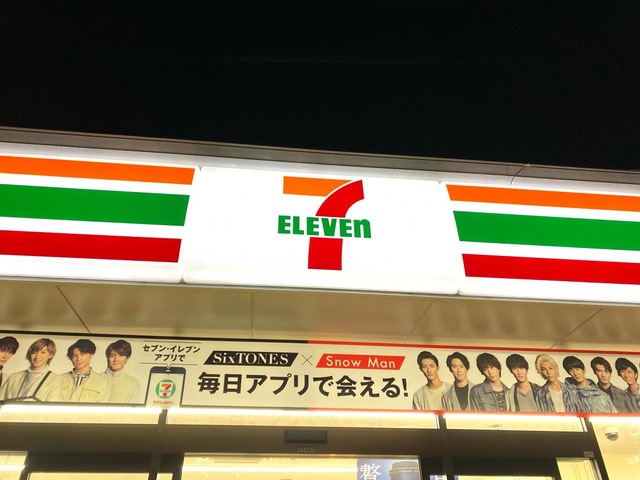 7
ELEVEn
セブン-イレブン
アプリで
SixTONES × Snow Man
毎日アプリで会える!